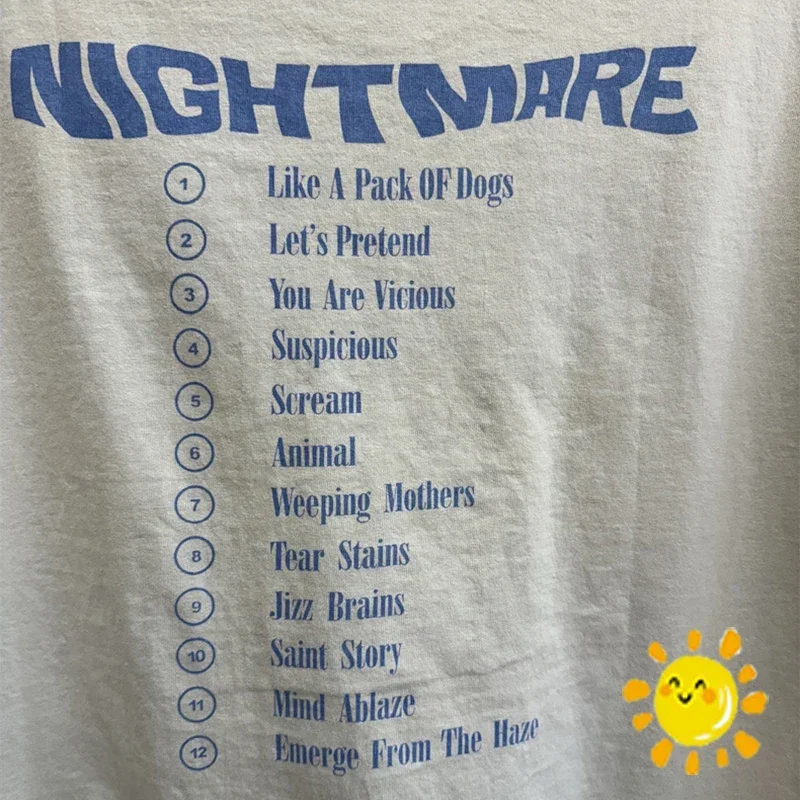 NIGHTMARE
1 Like A Pack OF Dogs
2 Let's Pretend
3 You Are Vicious
4 Suspicious
5 Scream
6 Animal
7 Weeping Mothers
8 Tear Stains
9 Jizz Brains
10 Saint Story
11 Mind Ablaze
12 Emerge From The Haze